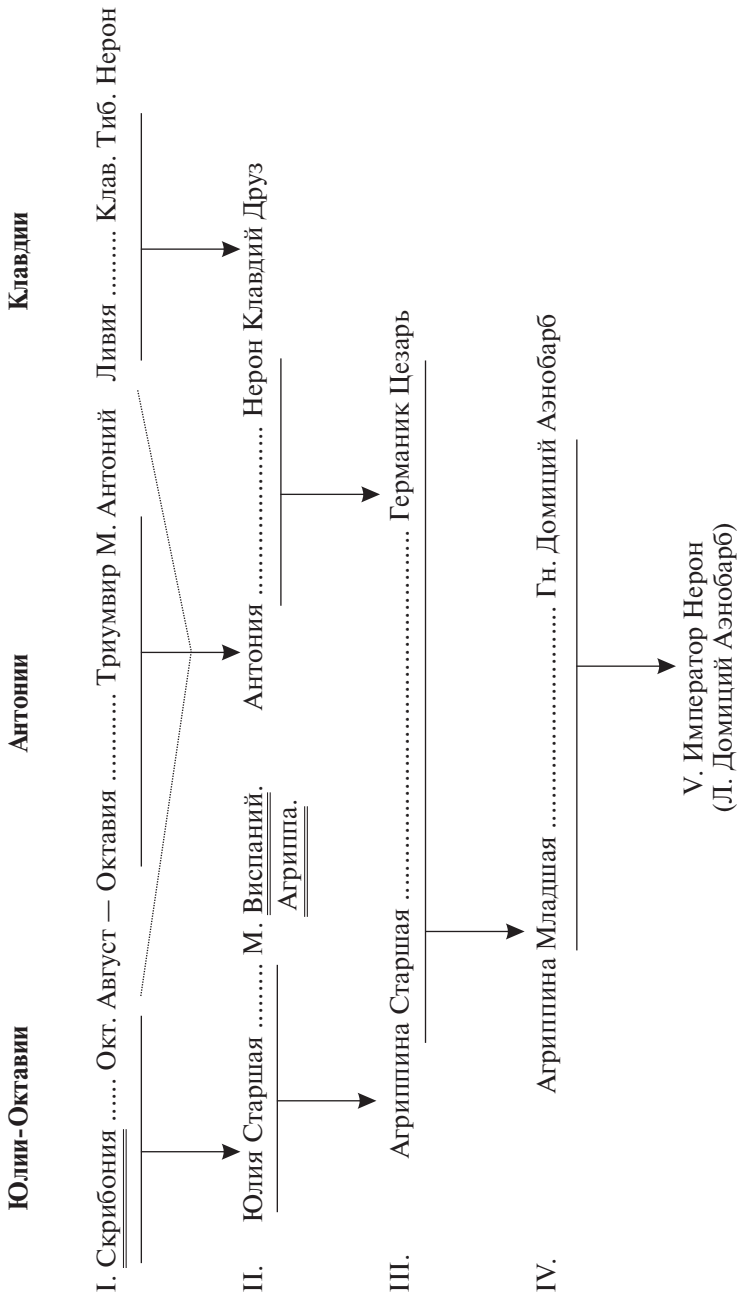 Юлии-Октавии Антонии Клавдии
I. Скрибония ...... Окт. Август — Октавия .............. Триумвир М. Антоний Ливия .......... Клав. Тиб. Нерон
II. Юлия Старшая .......... М. Виспаний. Антония ........................ Нерон Клавдий Друз
Агриппа.
III. Агриппина Старшая .................................................... Германик Цезарь
IV. Агриппина Младшая .............................. Гн. Домиций Аэнобарб
V. Император Нерон
(Л. Домиций Аэнобарб)